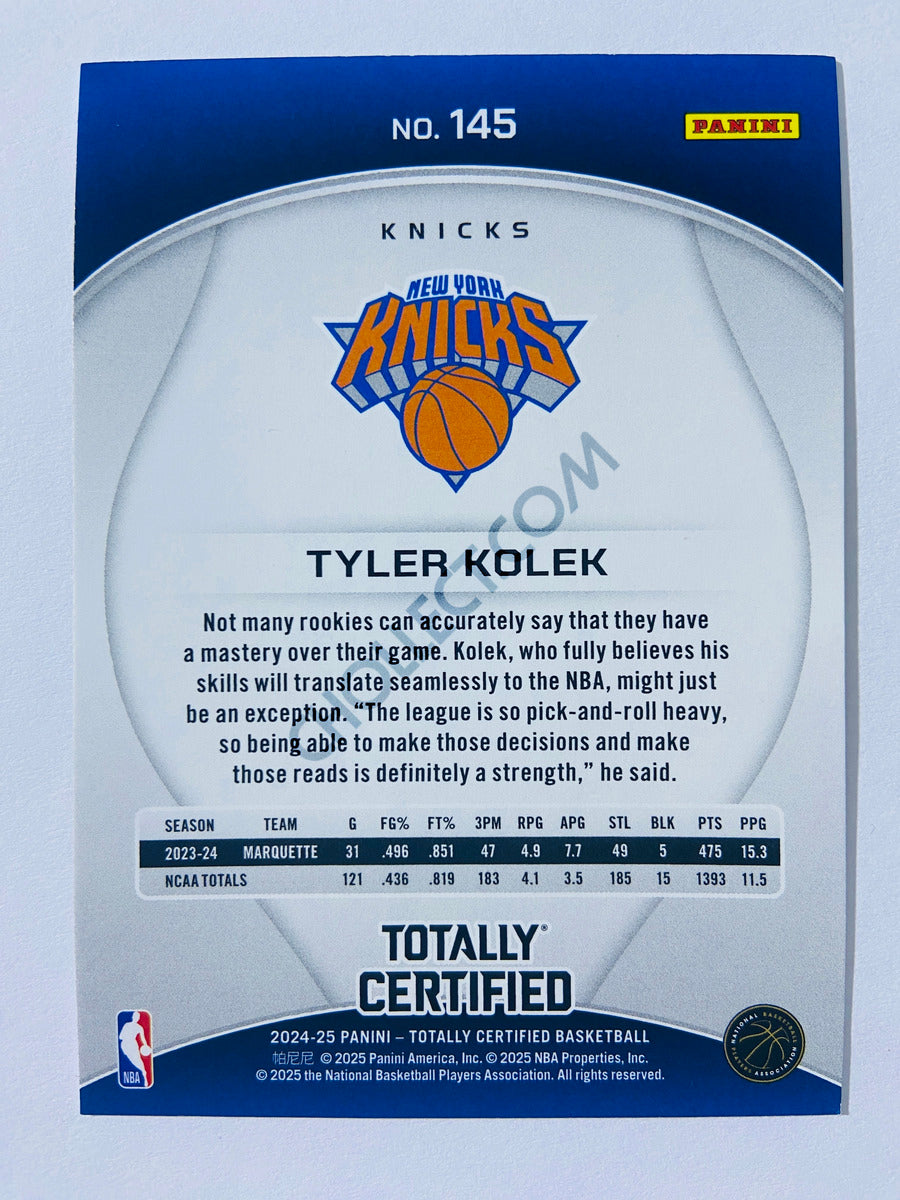 NO. 145
PANINI
KNICKS
NEW YORK
KNICKS
TYLER KOLEK
Not many rookies can accurately say that they have
a mastery over their game. Kolek, who fully believes his
skills will translate seamlessly to the NBA, might just
be an exception. “The league is so pick-and-roll heavy,
so being able to make those decisions and make
those reads is definitely a strength,” he said.
SEASON TEAM G FG% FT% 3PM RPG APG STL BLK PTS PPG
2023-24 MARQUETTE 31 .496 .851 47 4.9 7.7 49 5 475 15.3
NCAA TOTALS 121 .436 .819 183 4.1 3.5 185 15 1393 11.5
TOTALLY®
CERTIFIED
2024-25 PANINI – TOTALLY CERTIFIED BASKETBALL
帕尼尼 © 2025 Panini America, Inc. © 2025 NBA Properties, Inc.
© 2025 the National Basketball Players Association. All rights reserved.
NBA
NATIONAL BASKETBALL
PLAYERS ASSOCIATION